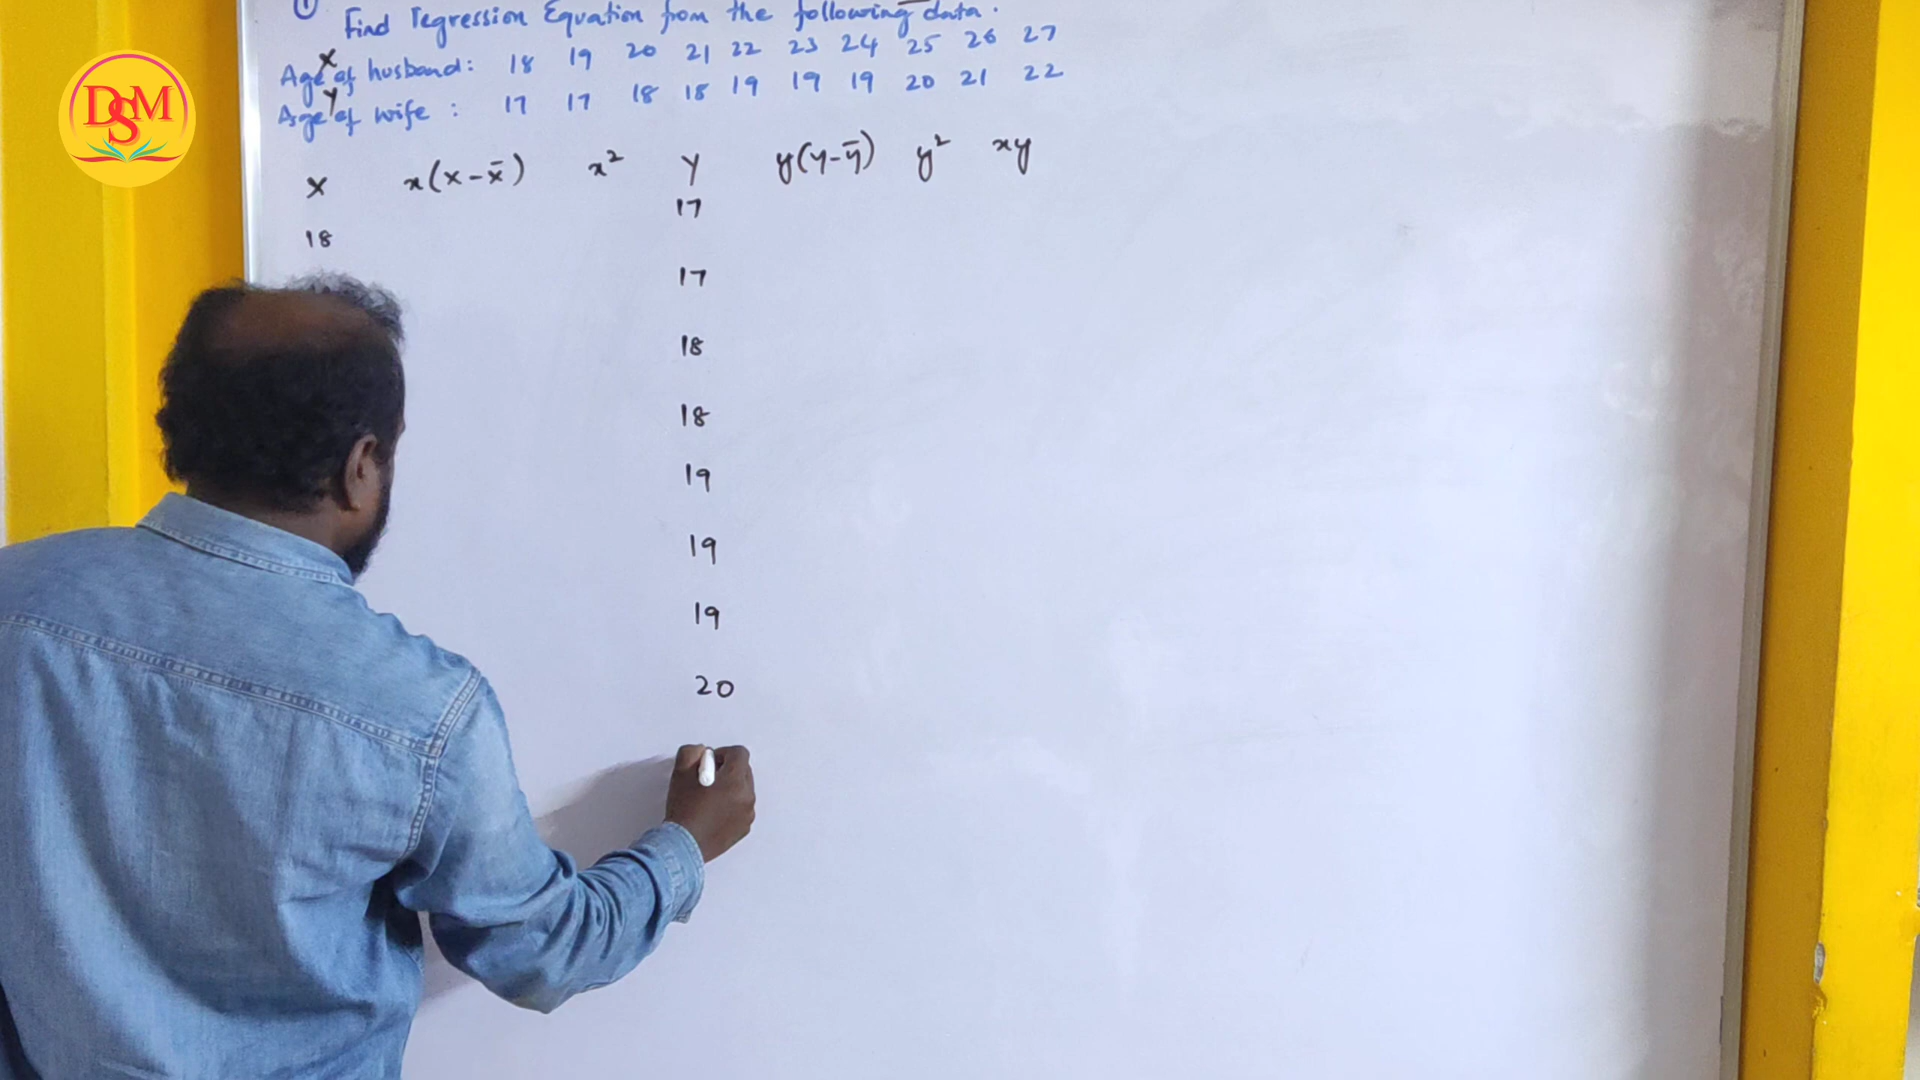 ①
Find regression Equation from the following data.
X
Age of husband: 18 19 20 21 22 23 24 25 26 27
Y
Age of wife : 17 17 18 18 19 19 19 20 21 22
X x(X-x̄) x² Y y(Y-ȳ) y² xy
17
18
17
18
18
19
19
19
20
DSM